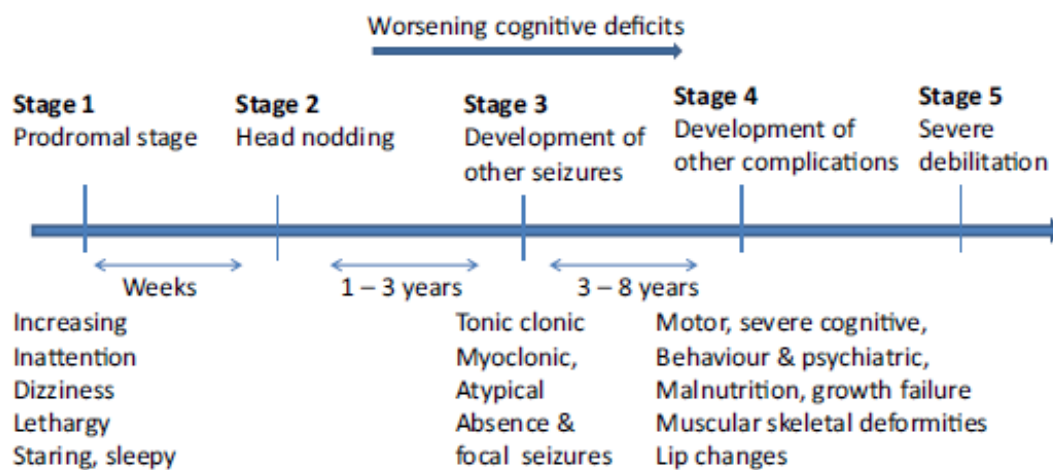 Worsening cognitive deficits
Stage 1
Prodromal stage
Stage 2
Head nodding
Stage 3
Development of
other seizures
Stage 4
Development of
other complications
Stage 5
Severe
debilitation
Weeks
1 – 3 years
3 – 8 years
Increasing
Inattention
Dizziness
Lethargy
Staring, sleepy
Tonic clonic
Myoclonic,
Atypical
Absence &
focal seizures
Motor, severe cognitive,
Behaviour & psychiatric,
Malnutrition, growth failure
Muscular skeletal deformities
Lip changes